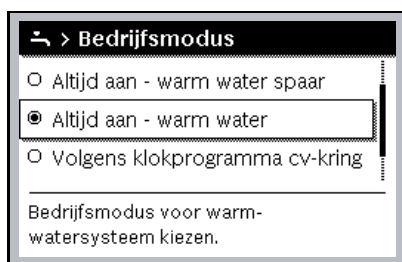 > Bedrijfsmodus
Altijd aan - warm water spaar
Altijd aan - warm water
Volgens klokprogramma cv-kring
Bedrijfsmodus voor warm-
watersysteem kiezen.